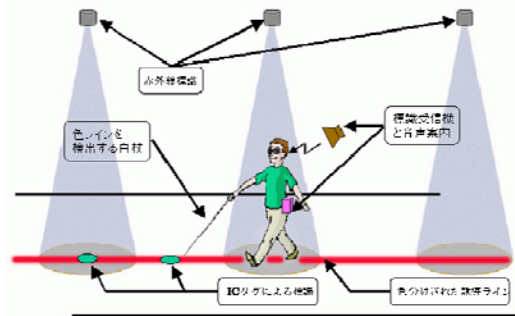 赤外線標識
色ラインを
検出する白杖
標識受信機
と音声案内
ICタグによる標識
色分けされた誘導ライン